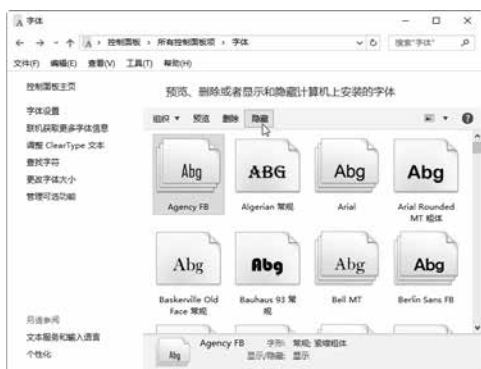 字体
控制面板 › 所有控制面板项 › 字体
搜索"字体"
文件(F) 编辑(E) 查看(V) 工具(T) 帮助(H)
控制面板主页
字体设置
联机获取更多字体信息
调整 ClearType 文本
查找字符
更改字体大小
管理可选功能
另请参阅
文本服务和输入语言
个性化
预览、删除或者显示和隐藏计算机上安装的字体
组织 预览 删除 隐藏
Abg ABG Abg Abg
Agency FB
Algerian 常规
Arial
Arial Rounded
MT 粗体
Abg Abg Abg Abg
Baskerville Old
Face 常规
Bauhaus 93 常
规
Bell MT
Berlin Sans FB
Abg
Agency FB 字形: 常规; 紧缩粗体
显示/隐藏: 显示